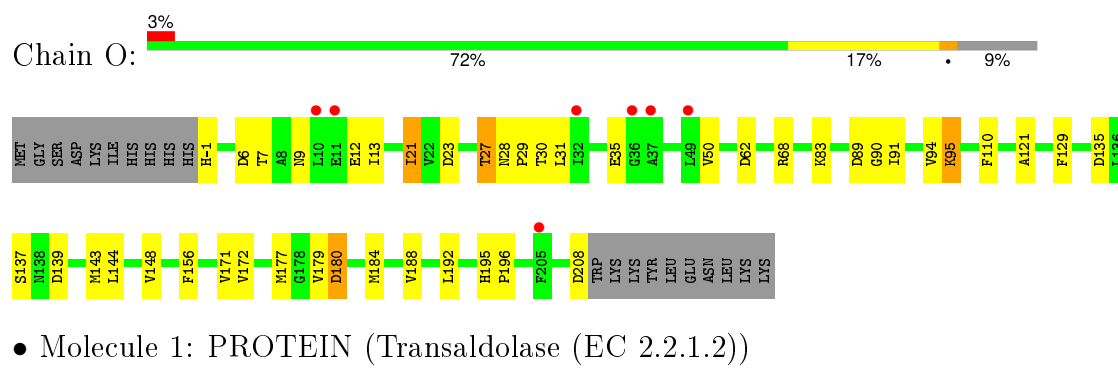 3%
Chain O:
72% 17% • 9%
MET GLY SER ASP LYS ILE HIS HIS HIS HIS HIS H-1 D6 T7 A8 N9 L10 E11 E12 I13 I21 V22 D23 T27 N28 P29 T30 L31 I32 E35 G36 A37 L49 V50 D62 R68 K83 D89 G90 I91 V94 K95 F110 A121 F129 D135 L136
S137 N138 D139 M143 L144 V148 F156 V171 V172 M177 G178 V179 D180 M184 V188 L192 H195 P196 F205 D208 TRP LYS LYS TYR LEU GLU ASN LEU LYS LYS
• Molecule 1: PROTEIN (Transaldolase (EC 2.2.1.2))